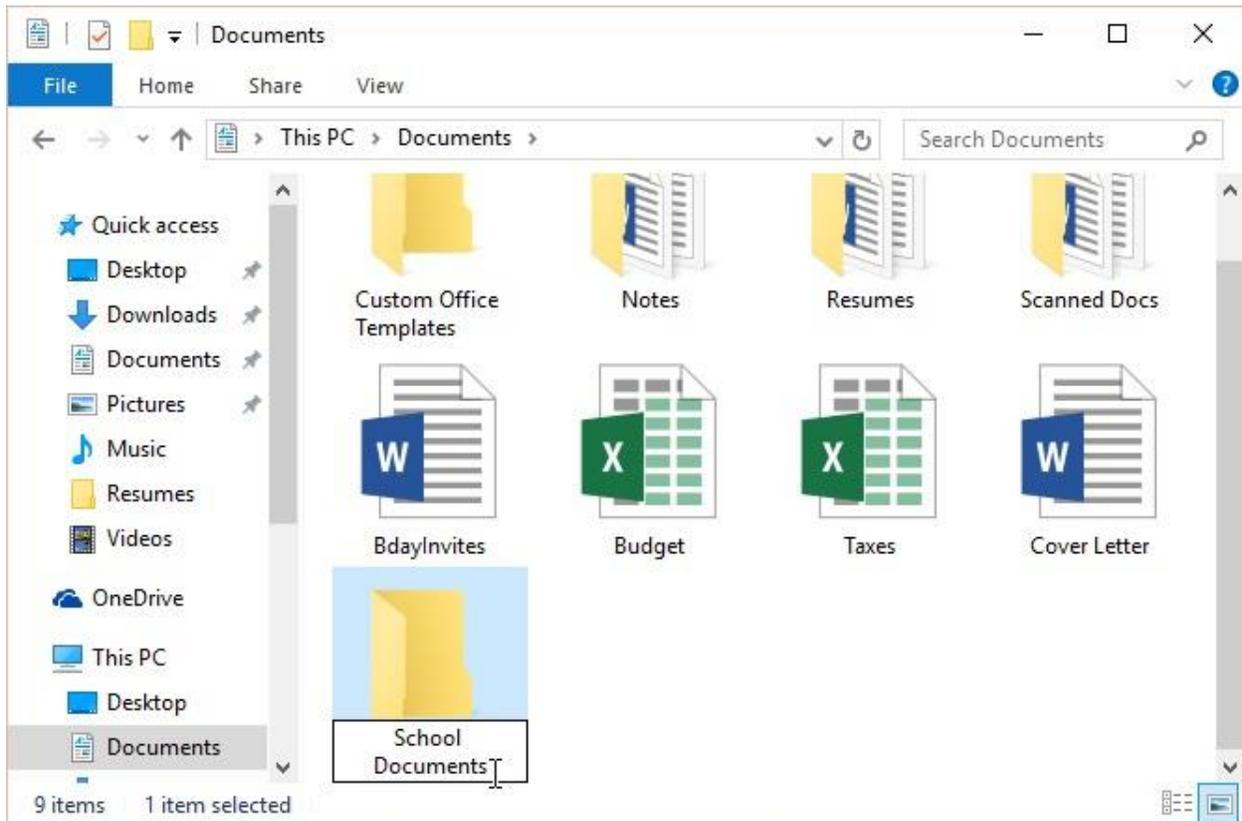 Documents
File Home Share View
This PC > Documents >
Search Documents
Quick access
Desktop
Downloads
Documents
Pictures
Music
Resumes
Videos
OneDrive
This PC
Desktop
Documents
Custom Office
Templates
Notes
Resumes
Scanned Docs
W
BdayInvites
X
Budget
X
Taxes
W
Cover Letter
School
Documents
9 items 1 item selected